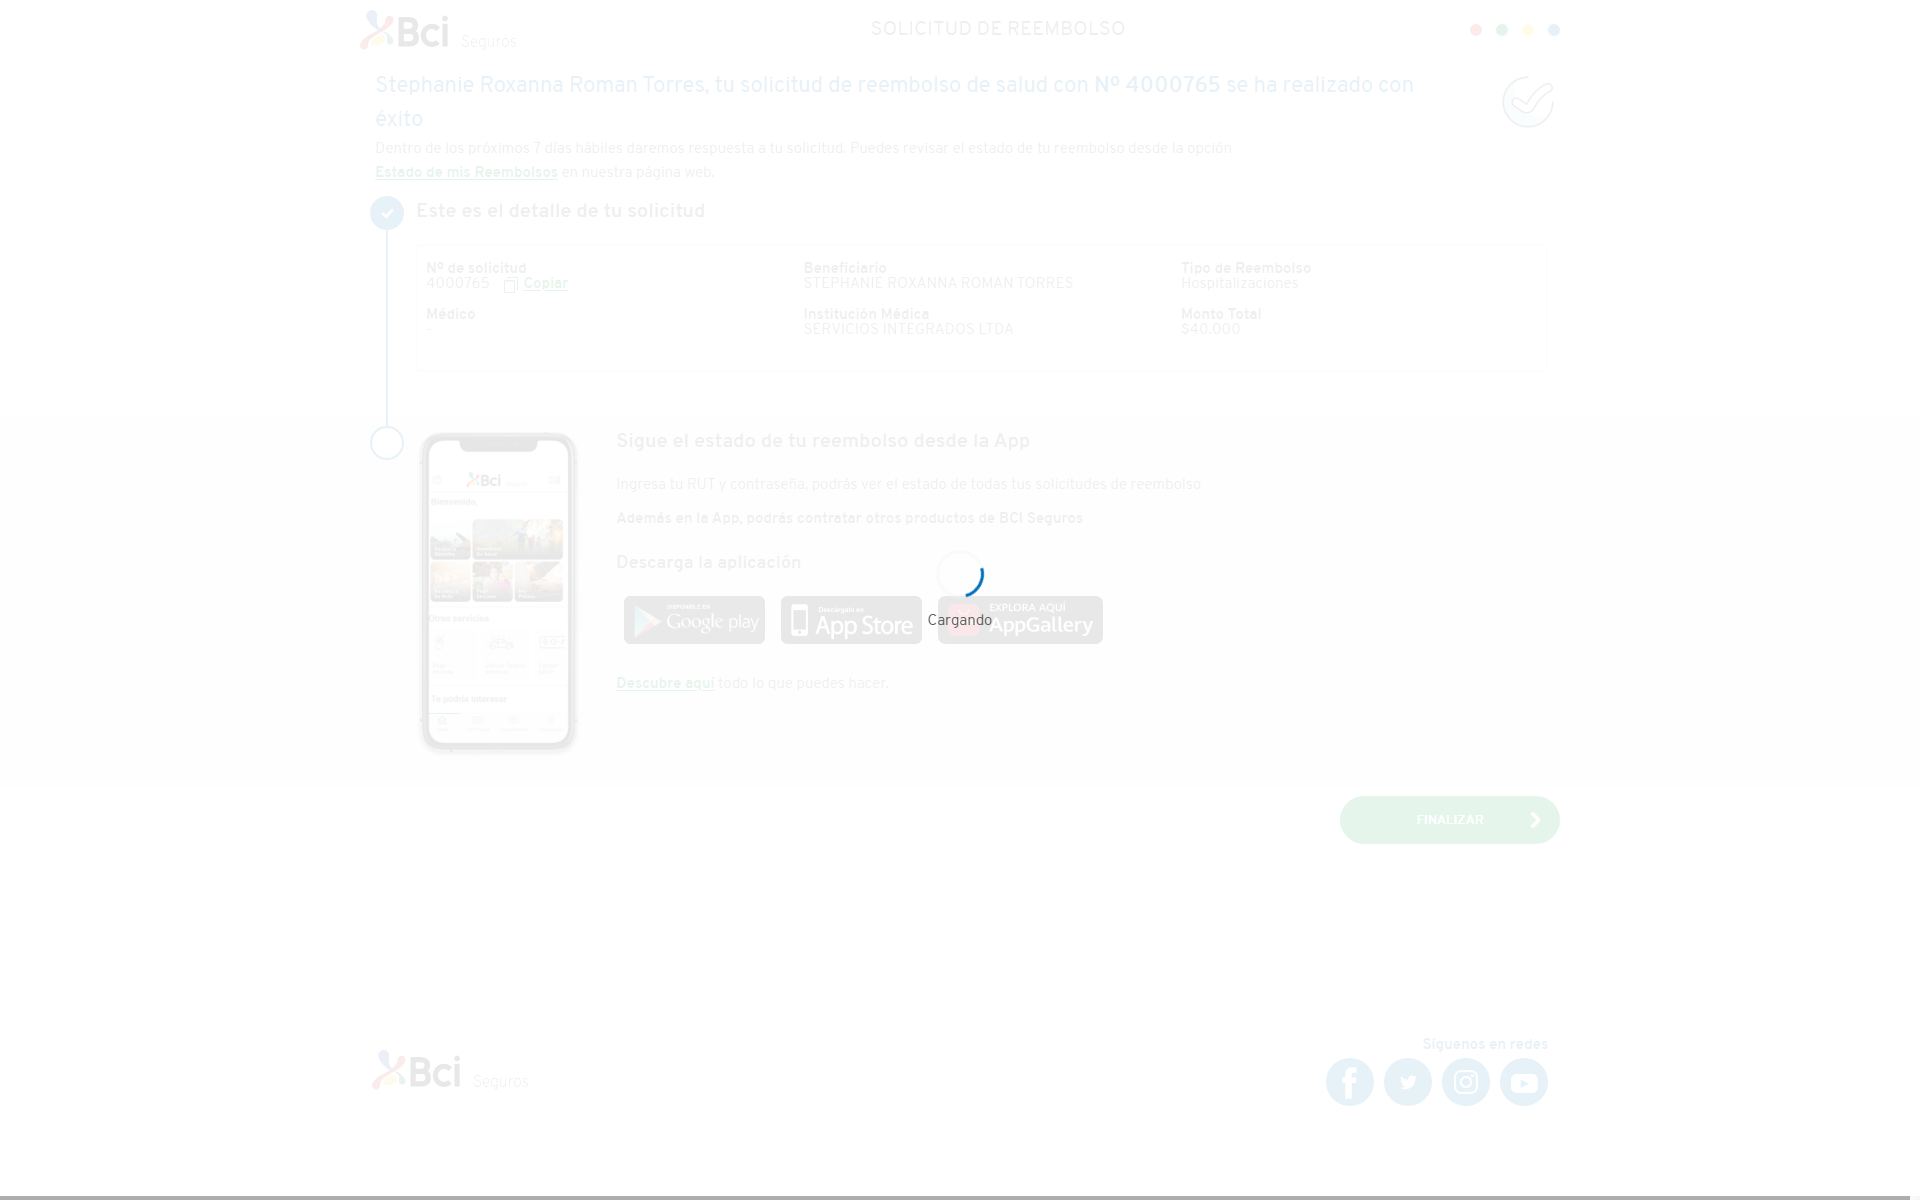 Bci Seguros
SOLICITUD DE REEMBOLSO
Stephanie Roxanna Roman Torres, tu solicitud de reembolso de salud con Nº 4000765 se ha realizado con
éxito
Dentro de los próximos 7 días hábiles daremos respuesta a tu solicitud. Puedes revisar el estado de tu reembolso desde la opción
Estado de mis Reembolsos en nuestra página web.
Este es el detalle de tu solicitud
Nº de solicitud
4000765 Copiar
Beneficiario
STEPHANIE ROXANNA ROMAN TORRES
Tipo de Reembolso
Hospitalizaciones
Médico
-
Institución Médica
SERVICIOS INTEGRADOS LTDA
Monto Total
$40.000
Bci
Bienvenido
Otros servicios
Te podría interesar
Sigue el estado de tu reembolso desde la App
Ingresa tu RUT y contraseña, podrás ver el estado de todas tus solicitudes de reembolso
Además en la App, podrás contratar otros productos de BCI Seguros
Descarga la aplicación
DISPONIBLE EN
Google play
Descárgalo en
App Store
EXPLORA AQUÍ
AppGallery
Cargando
Descubre aquí todo lo que puedes hacer.
FINALIZAR
Bci Seguros
Síguenos en redes